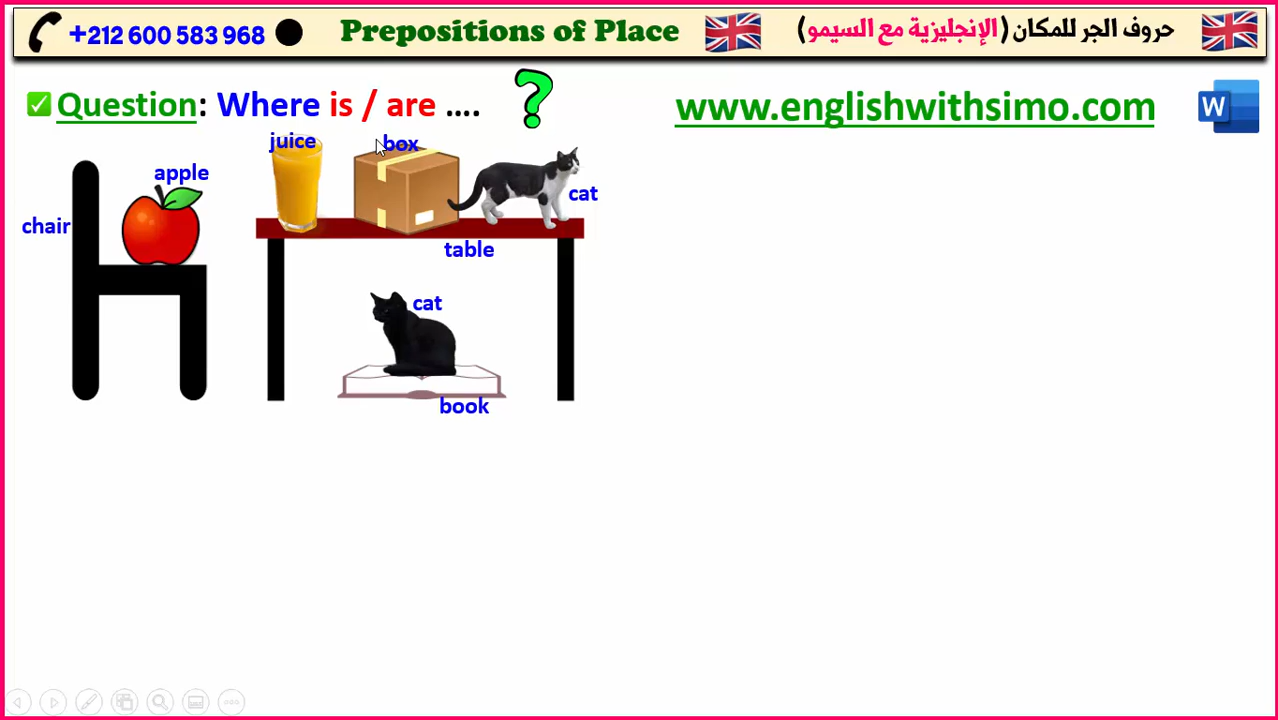 +212 600 583 968 ● Prepositions of Place حروف الجر للمكان (الإنجليزية مع السيمو)
✅ Question: Where is / are .... ?
www.englishwithsimo.com
W
juice
box
apple
cat
chair
table
cat
book